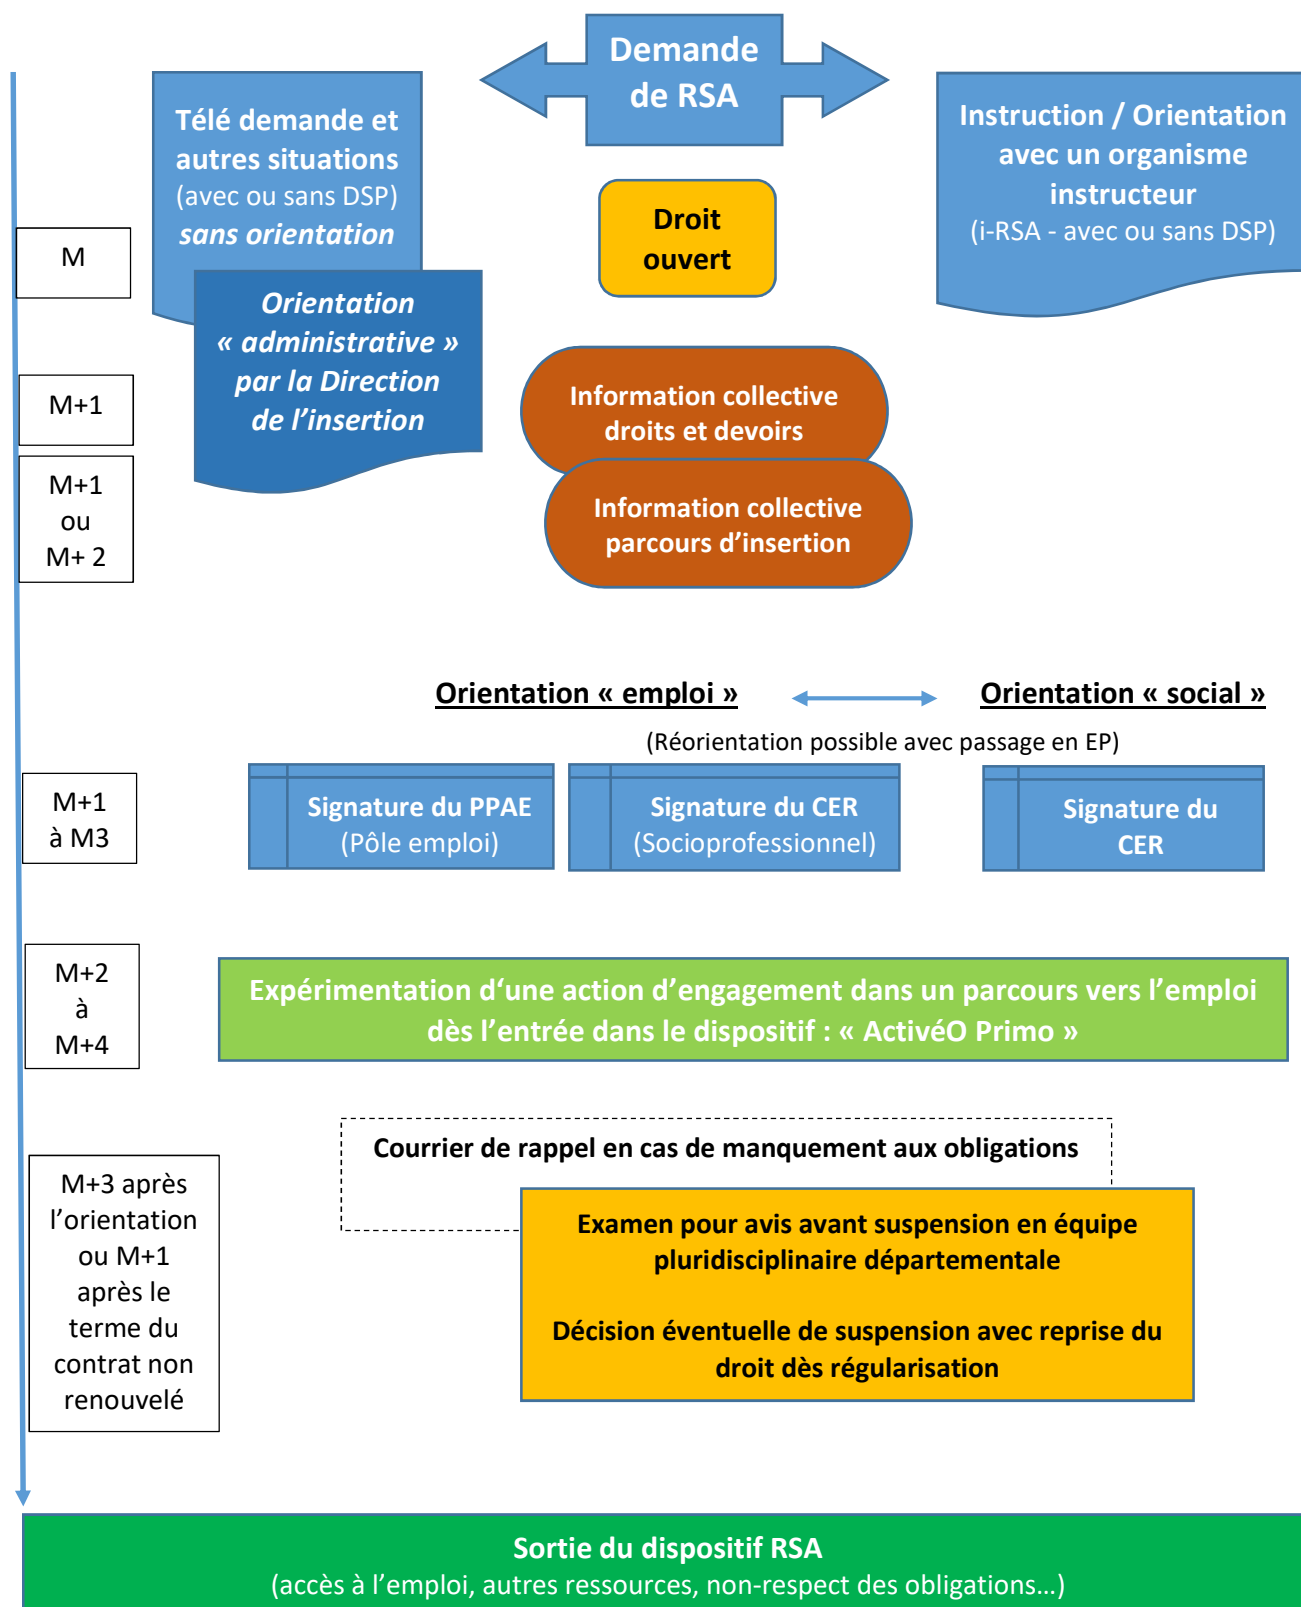 Demande
de RSA
Télé demande et
autres situations
(avec ou sans DSP)
sans orientation
Instruction / Orientation
avec un organisme
instructeur
(i-RSA - avec ou sans DSP)
M
Droit
ouvert
Orientation
« administrative »
par la Direction
de l’insertion
M+1
Information collective
droits et devoirs
M+1
ou
M+ 2
Information collective
parcours d’insertion
Orientation « emploi »
Orientation « social »
(Réorientation possible avec passage en EP)
M+1
à M3
Signature du PPAE
(Pôle emploi)
Signature du CER
(Socioprofessionnel)
Signature du
CER
M+2
à
M+4
Expérimentation d‘une action d’engagement dans un parcours vers l’emploi
dès l’entrée dans le dispositif : « ActivéO Primo »
Courrier de rappel en cas de manquement aux obligations
M+3 après
l’orientation
ou M+1
après le
terme du
contrat non
renouvelé
Examen pour avis avant suspension en équipe
pluridisciplinaire départementale
Décision éventuelle de suspension avec reprise du
droit dès régularisation
Sortie du dispositif RSA
(accès à l’emploi, autres ressources, non-respect des obligations…)